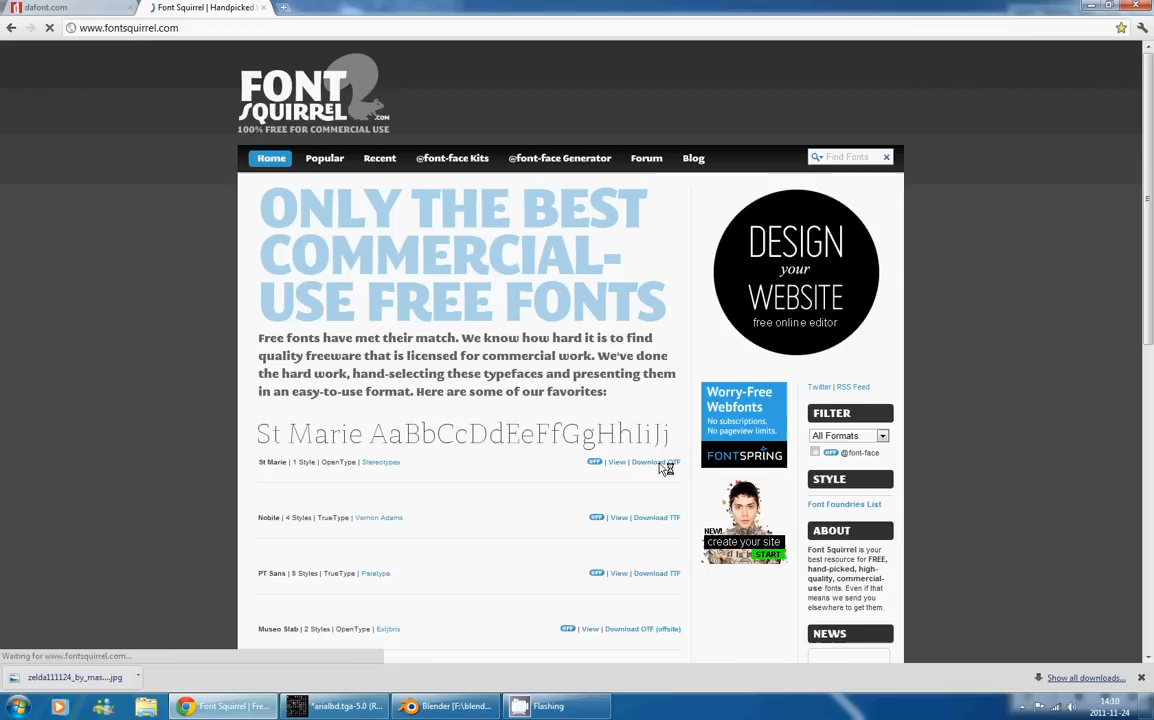 dafont.com
Font Squirrel | Handpicked
www.fontsquirrel.com
FONT
SQUIRREL
.COM
100% FREE FOR COMMERCIAL USE
Home Popular Recent @font-face Kits @font-face Generator Forum Blog
Find Fonts
ONLY THE BEST
COMMERCIAL-
USE FREE FONTS
Free fonts have met their match. We know how hard it is to find
quality freeware that is licensed for commercial work. We've done
the hard work, hand-selecting these typefaces and presenting them
in an easy-to-use format. Here are some of our favorites:
St Marie AaBbCcDdEeFfGgHhIiJj
St Marie | 1 Style | OpenType | Stereotypes
| View | Download OTF
Nobile | 4 Styles | TrueType | Vernon Adams
| View | Download TTF
PT Sans | 8 Styles | TrueType | Paratype
| View | Download TTF
Museo Slab | 2 Styles | OpenType | Exljbris
| View | Download OTF (offsite)
DESIGN
your
WEBSITE
free online editor
Worry-Free
Webfonts
No subscriptions.
No pageview limits.
FONTSPRING
NEW!
create your site
START
Twitter | RSS Feed
FILTER
All Formats
@font-face
STYLE
Font Foundries List
ABOUT
Font Squirrel is your
best resource for FREE,
hand-picked, high-
quality, commercial-
use fonts. Even if that
means we send you
elsewhere to get them.
NEWS
Waiting for www.fontsquirrel.com...
zelda111124_by_mas....jpg
Show all downloads...
Font Squirrel | Fre...
*arialbd.tga-5.0 (R...
Blender [F:\blend...
Flashing
14:10
2011-11-24